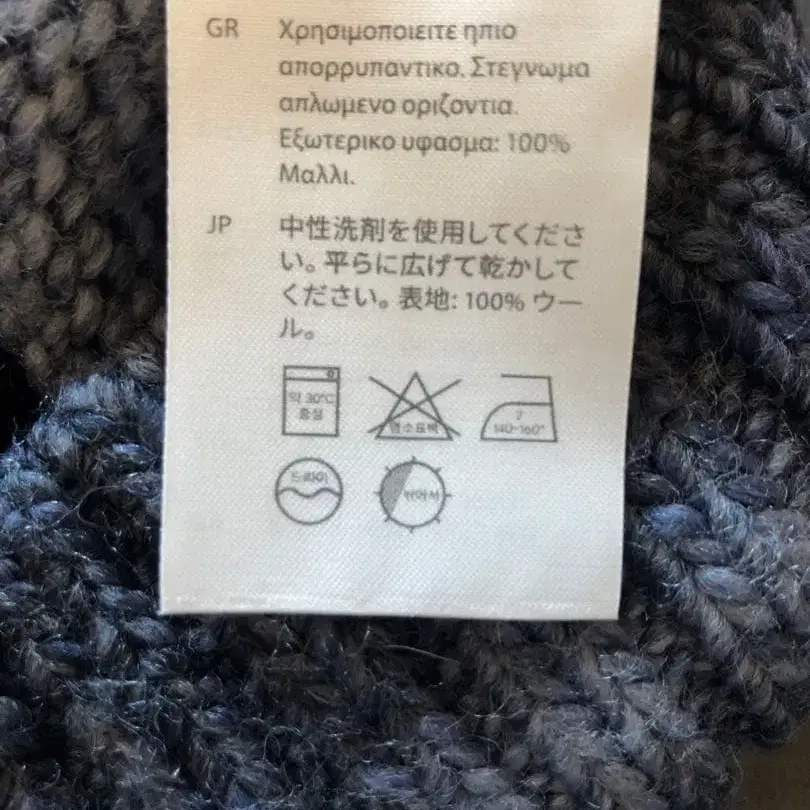 GR Χρησιμοποιειτε ηπιο
απορρυπαντικο. Στεγνωμα
απλωμενο οριζοντια.
Εξωτερικο υφασμα: 100%
Μαλλι.
JP 中性洗剤を使用してくださ
い。平らに広げて乾かして
ください。表地: 100% ウー
ル。
약 30℃
중성
염소표백
140~160°
드라이
뉘어서